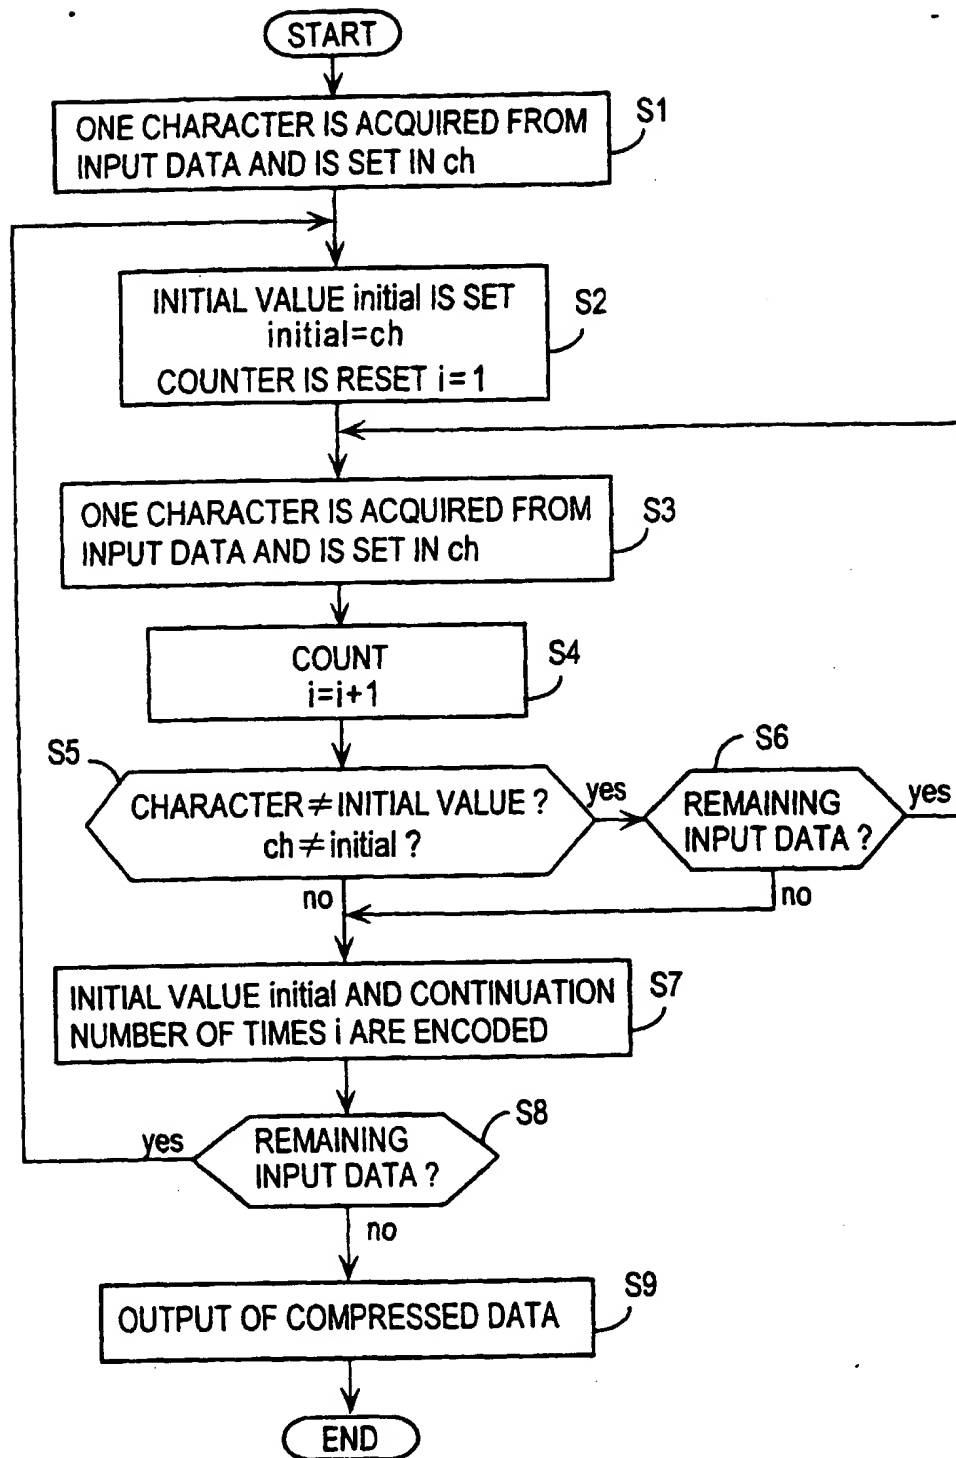 START
ONE CHARACTER IS ACQUIRED FROM
INPUT DATA AND IS SET IN ch
S1
INITIAL VALUE initial IS SET
initial=ch
COUNTER IS RESET i=1
S2
ONE CHARACTER IS ACQUIRED FROM
INPUT DATA AND IS SET IN ch
S3
COUNT
i=i+1
S4
S5
CHARACTER≠INITIAL VALUE ?
ch≠initial ?
yes
no
S6
REMAINING
INPUT DATA ?
yes
no
INITIAL VALUE initial AND CONTINUATION
NUMBER OF TIMES i ARE ENCODED
S7
REMAINING
INPUT DATA ?
S8
yes
no
OUTPUT OF COMPRESSED DATA
S9
END